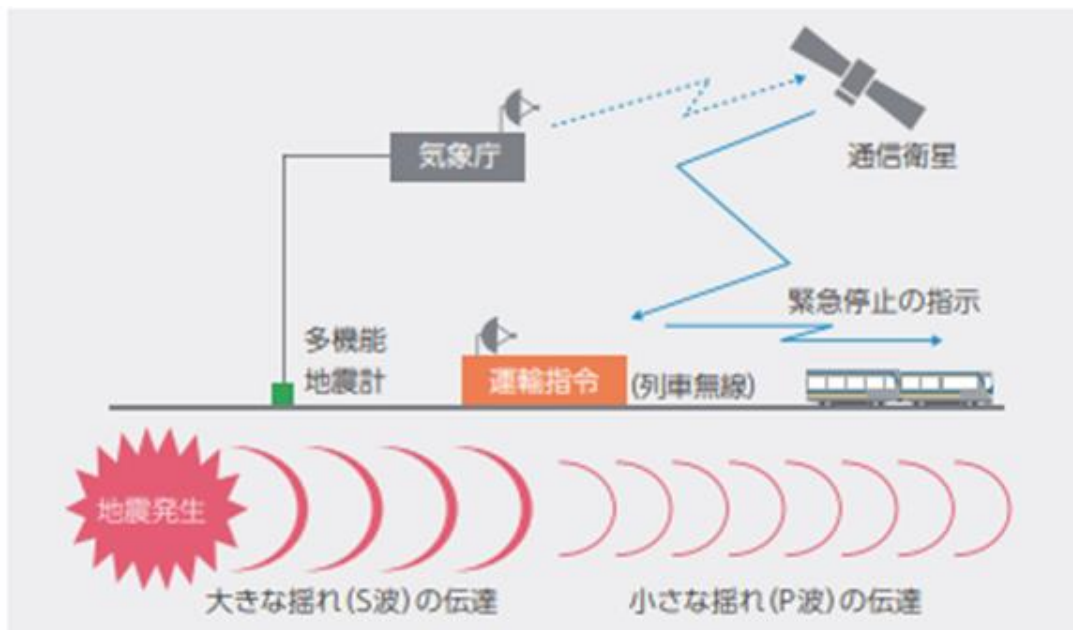 気象庁
通信衛星
緊急停止の指示
多機能
地震計
運輸指令
(列車無線)
地震発生
大きな揺れ(S波)の伝達
小さな揺れ(P波)の伝達